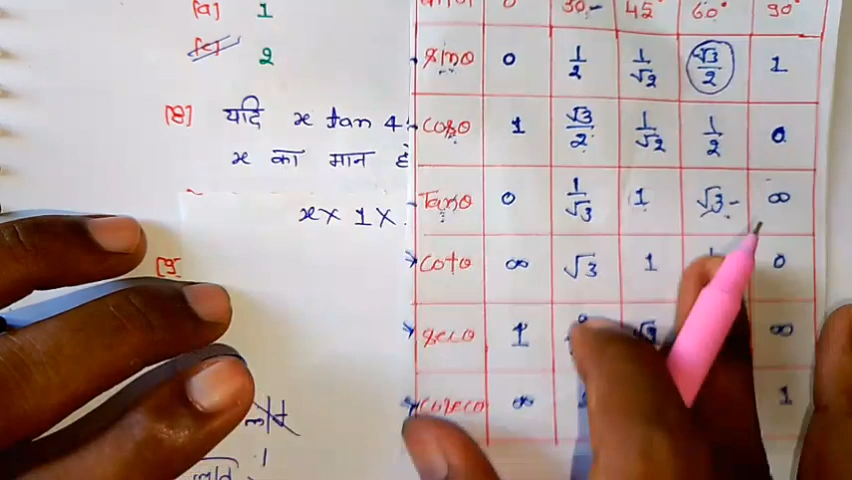 [a] 1
[c] 2
[8] यदि x tan 4
x का मान है
x× 1 ×
0 30 45 60° 90°
sinθ 0 1/2 1/√2 √3/2 1
cosθ 1 √3/2 1/√2 1/2 0
Tanθ 0 1/√3 1 √3 ∞
cotθ ∞ √3 1 0
secθ 1 ∞
cosecθ ∞ 1